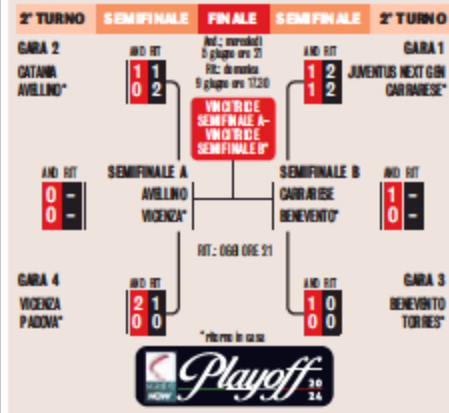 2° TURNO SEMIFINALE FINALE SEMIFINALE 2° TURNO
GARA 2
AND RIT
CATANIA 1 1
AVELLINO* 0 2
And.: mercoledì
5 giugno ore 21
Rit.: domenica
9 giugno ore 17.30
GARA 1
AND RIT
1 2 JUVENTUS NEXT GEN
1 2 CARRARESE*
VINCITRICE
SEMIFINALE A-
VINCITRICE
SEMIFINALE B*
AND RIT
0 -
0 -
SEMIFINALE A
AVELLINO
VICENZA*
SEMIFINALE B
CARRARESE
BENEVENTO*
AND RIT
1 -
0 -
RIT.: OGGI ORE 21
GARA 4
AND RIT
VICENZA 2 1
PADOVA* 0 0
GARA 3
AND RIT
1 0 BENEVENTO
0 0 TORRES*
*ritorno in casa
NOW
Playoff 2024